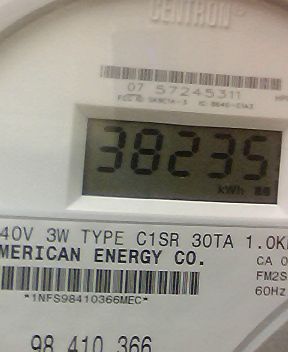 CENTRON®
07 57245311
38235
kWh
40V 3W TYPE C1SR 30TA 1.0K
MERICAN ENERGY CO.
CA 0
FM2S
*1NFS98410366MEC*
60Hz
98 410 366